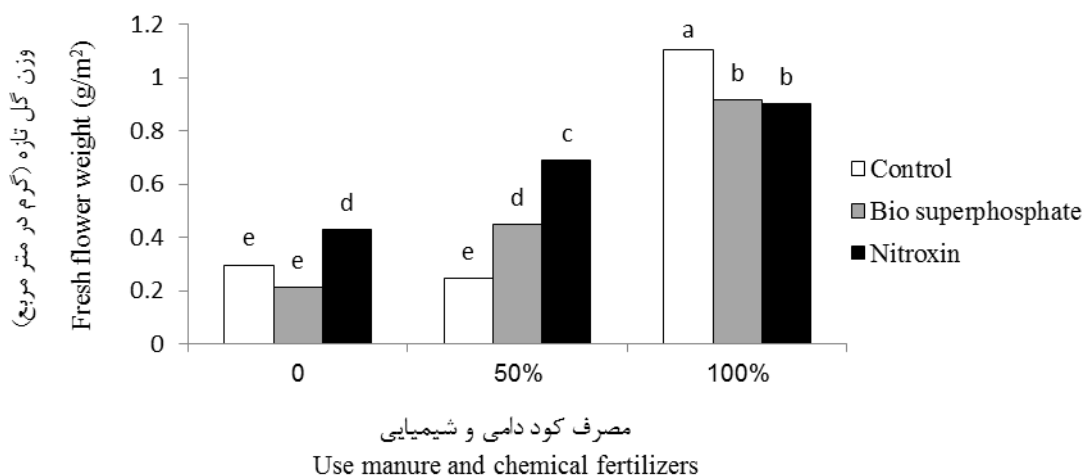 وزن گل تازه (گرم در متر مربع)
Fresh flower weight (g/m²)
1.2
1
0.8
0.6
0.4
0.2
0
e
e
d
e
d
c
a
b
b
0
50%
100%
Control
Bio superphosphate
Nitroxin
مصرف کود دامی و شیمیایی
Use manure and chemical fertilizers